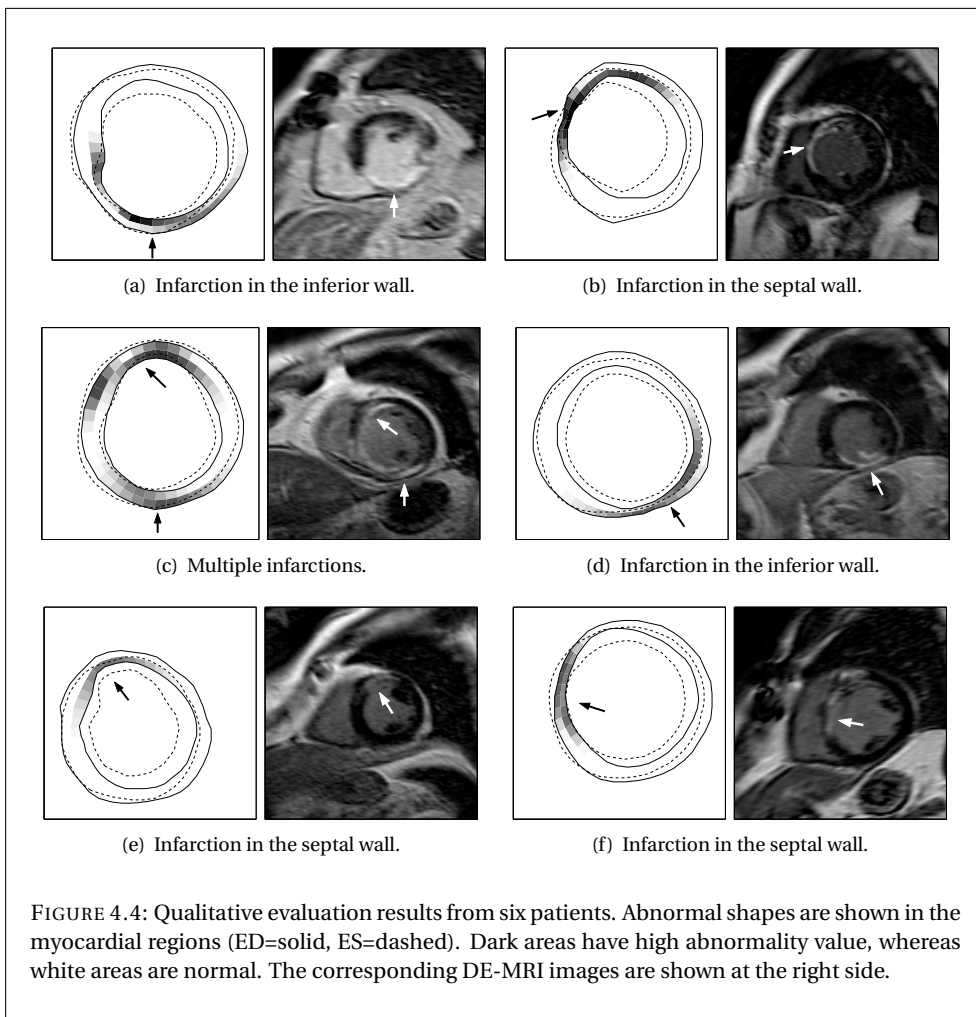 (a) Infarction in the inferior wall.
(b) Infarction in the septal wall.
(c) Multiple infarctions.
(d) Infarction in the inferior wall.
(e) Infarction in the septal wall.
(f) Infarction in the septal wall.
FIGURE 4.4: Qualitative evaluation results from six patients. Abnormal shapes are shown in the
myocardial regions (ED=solid, ES=dashed). Dark areas have high abnormality value, whereas
white areas are normal. The corresponding DE-MRI images are shown at the right side.